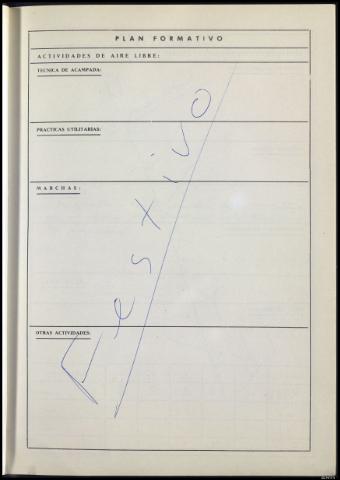 PLAN FORMATIVO
ACTIVIDADES DE AIRE LIBRE:
TECNICA DE ACAMPADA:
PRACTICAS UTILITARIAS:
MARCHAS:
OTRAS ACTIVIDADES:
Festivo